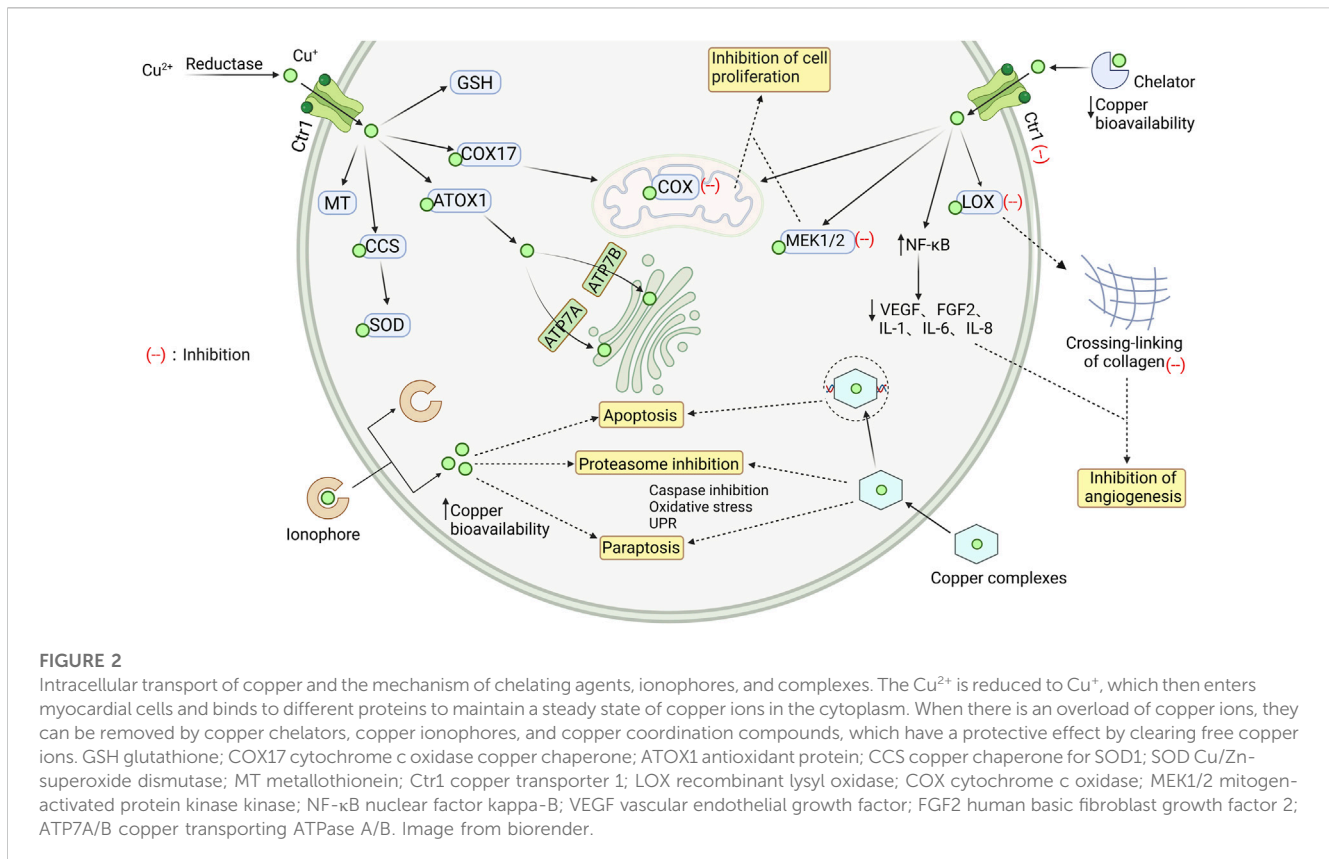 Cu²⁺
Reductase
Cu⁺
Ctr1
GSH
COX17
MT
ATOX1
CCS
SOD
ATP7B
ATP7A
COX (--)
Inhibition of cell
proliferation
MEK1/2 (--)
Chelator
↓Copper
bioavailability
Ctr1
(--)
LOX (--)
↑NF-κB
↓VEGF、FGF2、
IL-1、IL-6、IL-8
Crossing-linking
of collagen(--)
Inhibition of
angiogenesis
(--) : Inhibition
Ionophore
↑Copper
bioavailability
Apoptosis
Proteasome inhibition
Caspase inhibition
Oxidative stress
UPR
Paraptosis
Copper complexes
FIGURE 2
Intracellular transport of copper and the mechanism of chelating agents, ionophores, and complexes. The Cu²⁺ is reduced to Cu⁺, which then enters
myocardial cells and binds to different proteins to maintain a steady state of copper ions in the cytoplasm. When there is an overload of copper ions, they
can be removed by copper chelators, copper ionophores, and copper coordination compounds, which have a protective effect by clearing free copper
ions. GSH glutathione; COX17 cytochrome c oxidase copper chaperone; ATOX1 antioxidant protein; CCS copper chaperone for SOD1; SOD Cu/Zn-
superoxide dismutase; MT metallothionein; Ctr1 copper transporter 1; LOX recombinant lysyl oxidase; COX cytochrome c oxidase; MEK1/2 mitogen-
activated protein kinase kinase; NF-κB nuclear factor kappa-B; VEGF vascular endothelial growth factor; FGF2 human basic fibroblast growth factor 2;
ATP7A/B copper transporting ATPase A/B. Image from biorender.